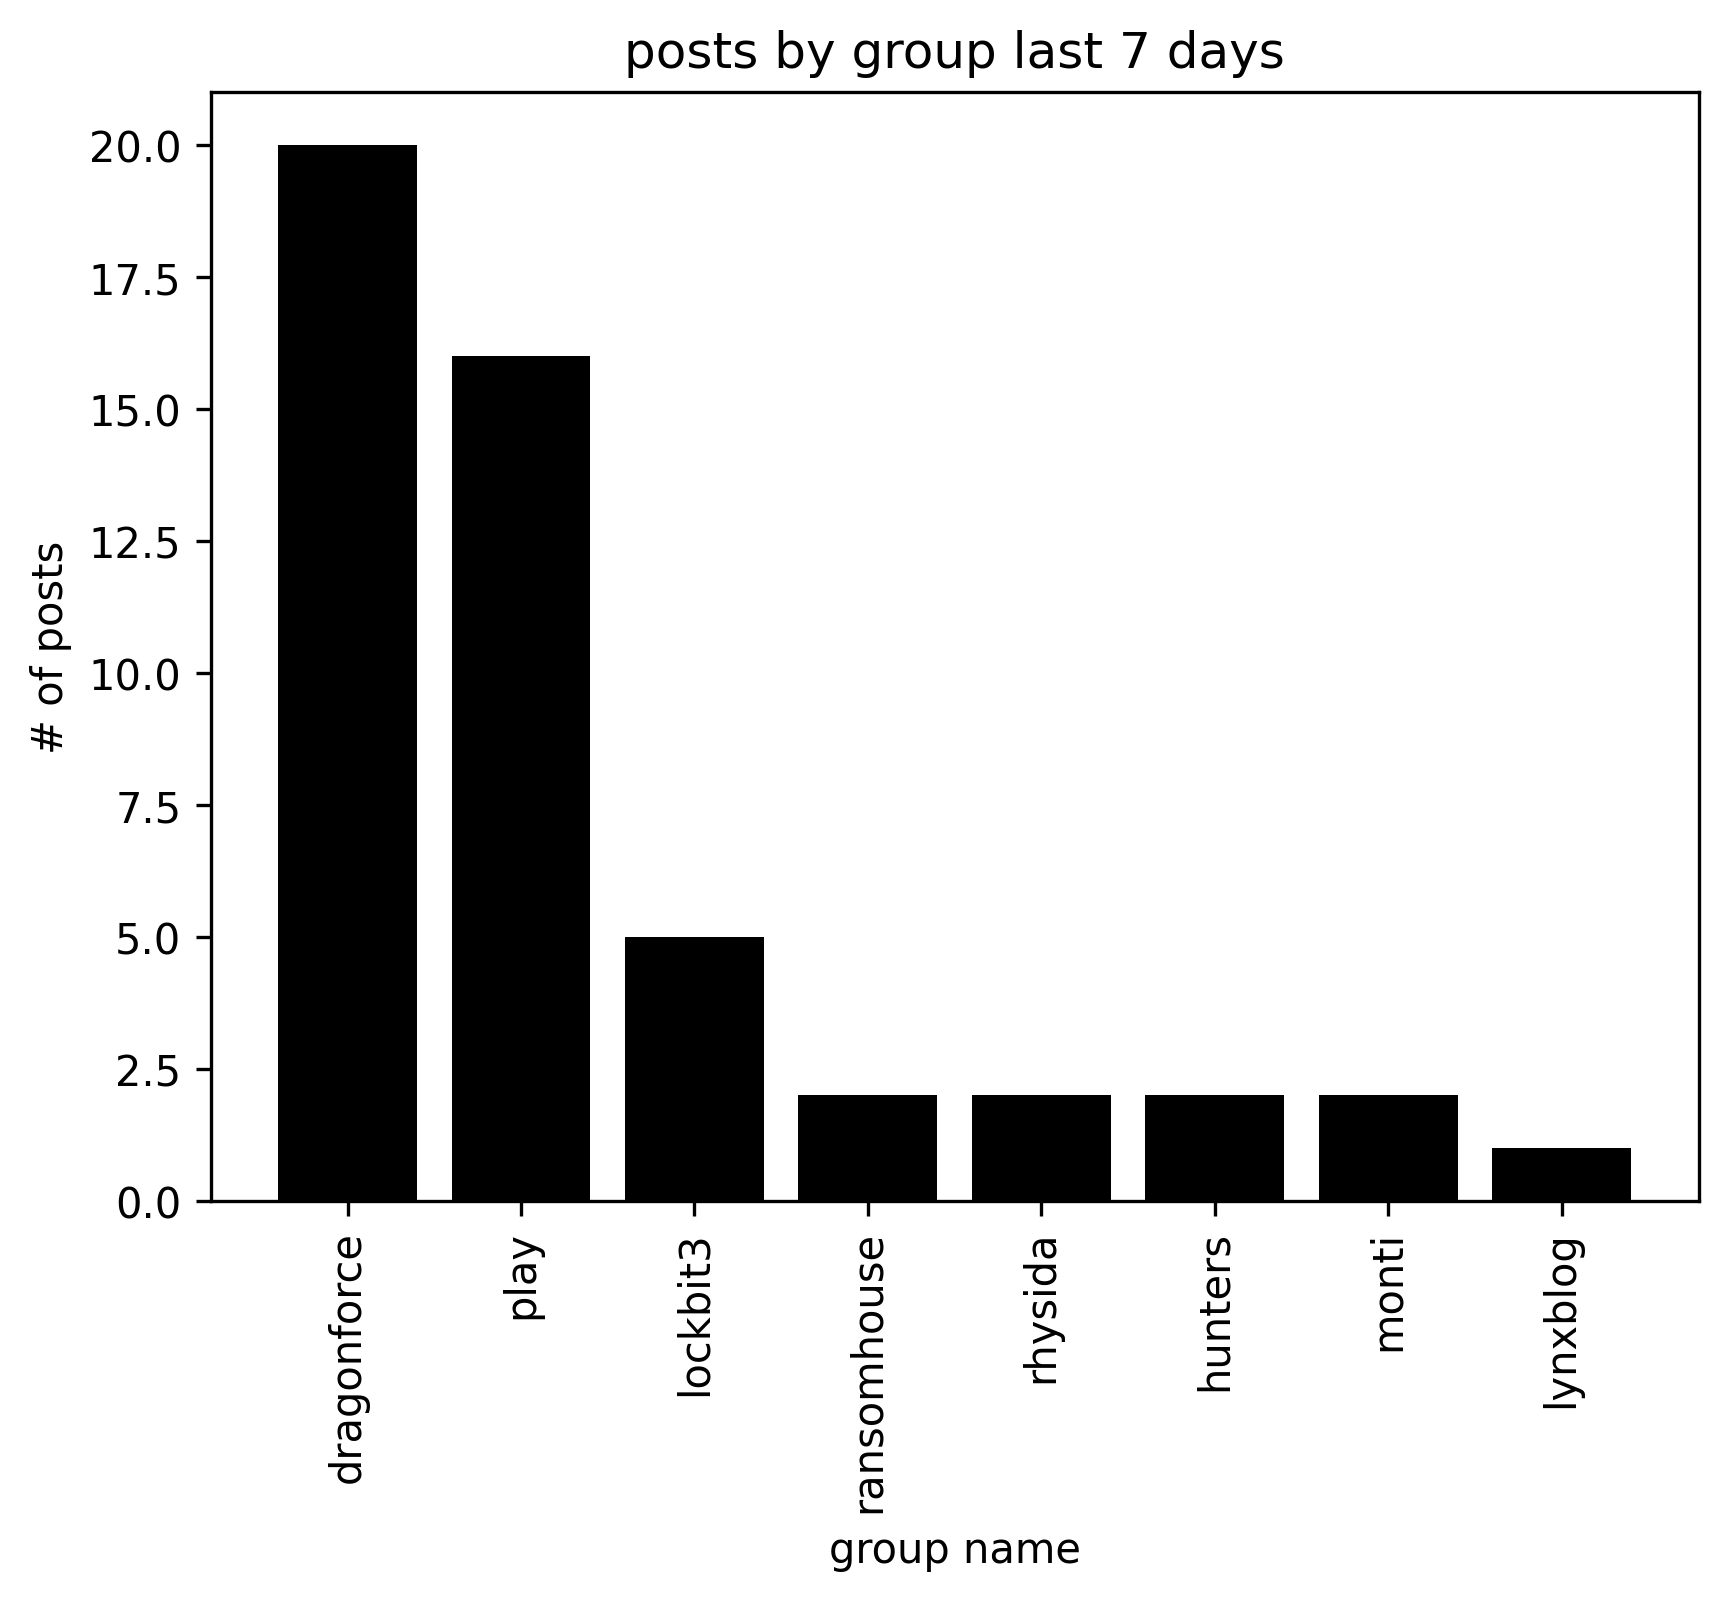 posts by group last 7 days
# of posts
20.0
17.5
15.0
12.5
10.0
7.5
5.0
2.5
0.0
dragonforce
play
lockbit3
ransomhouse
rhysida
hunters
monti
lynxblog
group name